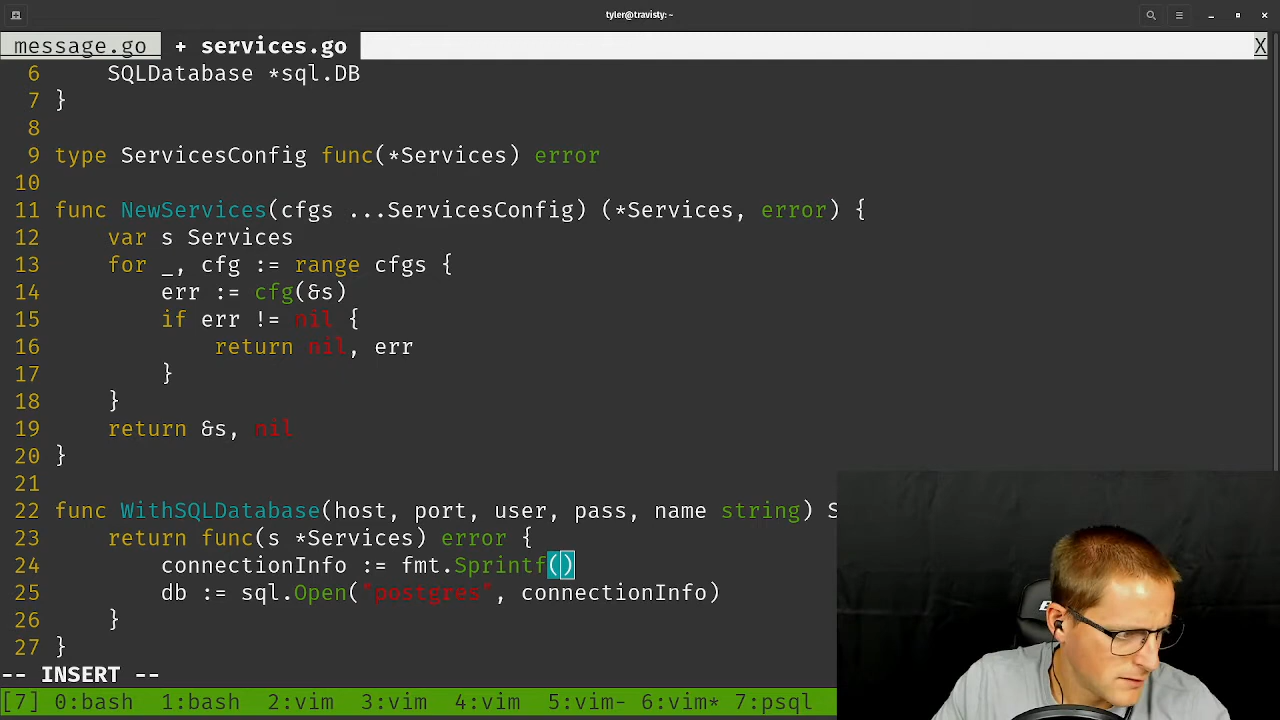 tyler@travisty:~
message.go + services.go X
6 SQLDatabase *sql.DB
7 }
8
9 type ServicesConfig func(*Services) error
10
11 func NewServices(cfgs ...ServicesConfig) (*Services, error) {
12 var s Services
13 for _, cfg := range cfgs {
14 err := cfg(&s)
15 if err != nil {
16 return nil, err
17 }
18 }
19 return &s, nil
20 }
21
22 func WithSQLDatabase(host, port, user, pass, name string) S
23 return func(s *Services) error {
24 connectionInfo := fmt.Sprintf()
25 db := sql.Open("postgres", connectionInfo)
26 }
27 }
-- INSERT --
[7] 0:bash 1:bash 2:vim 3:vim 4:vim 5:vim- 6:vim* 7:psql